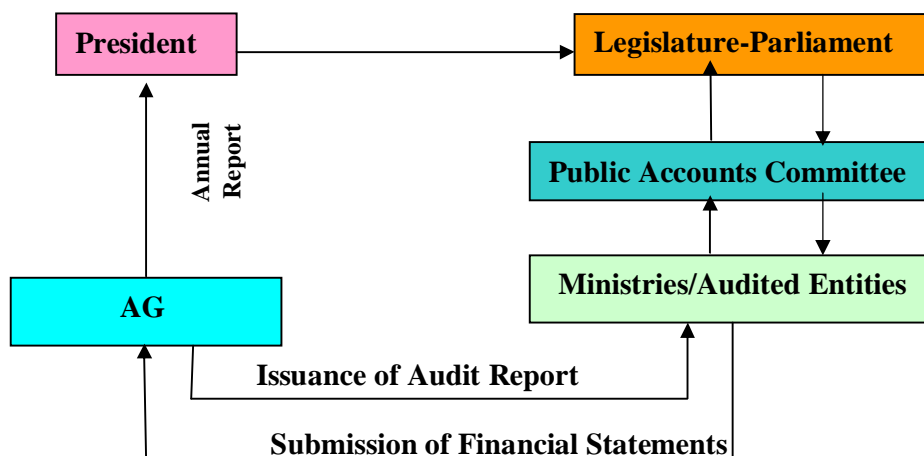 President
Legislature-Parliament
Annual
Report
Public Accounts Committee
Ministries/Audited Entities
AG
Issuance of Audit Report
Submission of Financial Statements